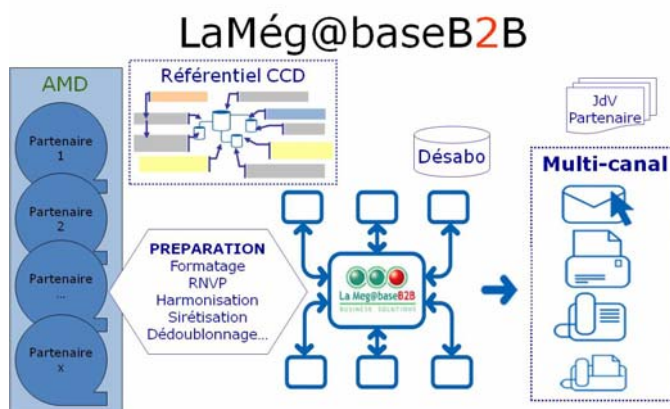 LaMég@baseB2B
AMD
Partenaire
1
Partenaire
2
Partenaire
...
Partenaire
x
Référentiel CCD
PREPARATION
Formatage
RNVP
Harmonisation
Sirétisation
Dédoublonnage...
La Meg@baseB2B
BUSINESS SOLUTIONS
Désabo
JdV
Partenaire
Multi-canal